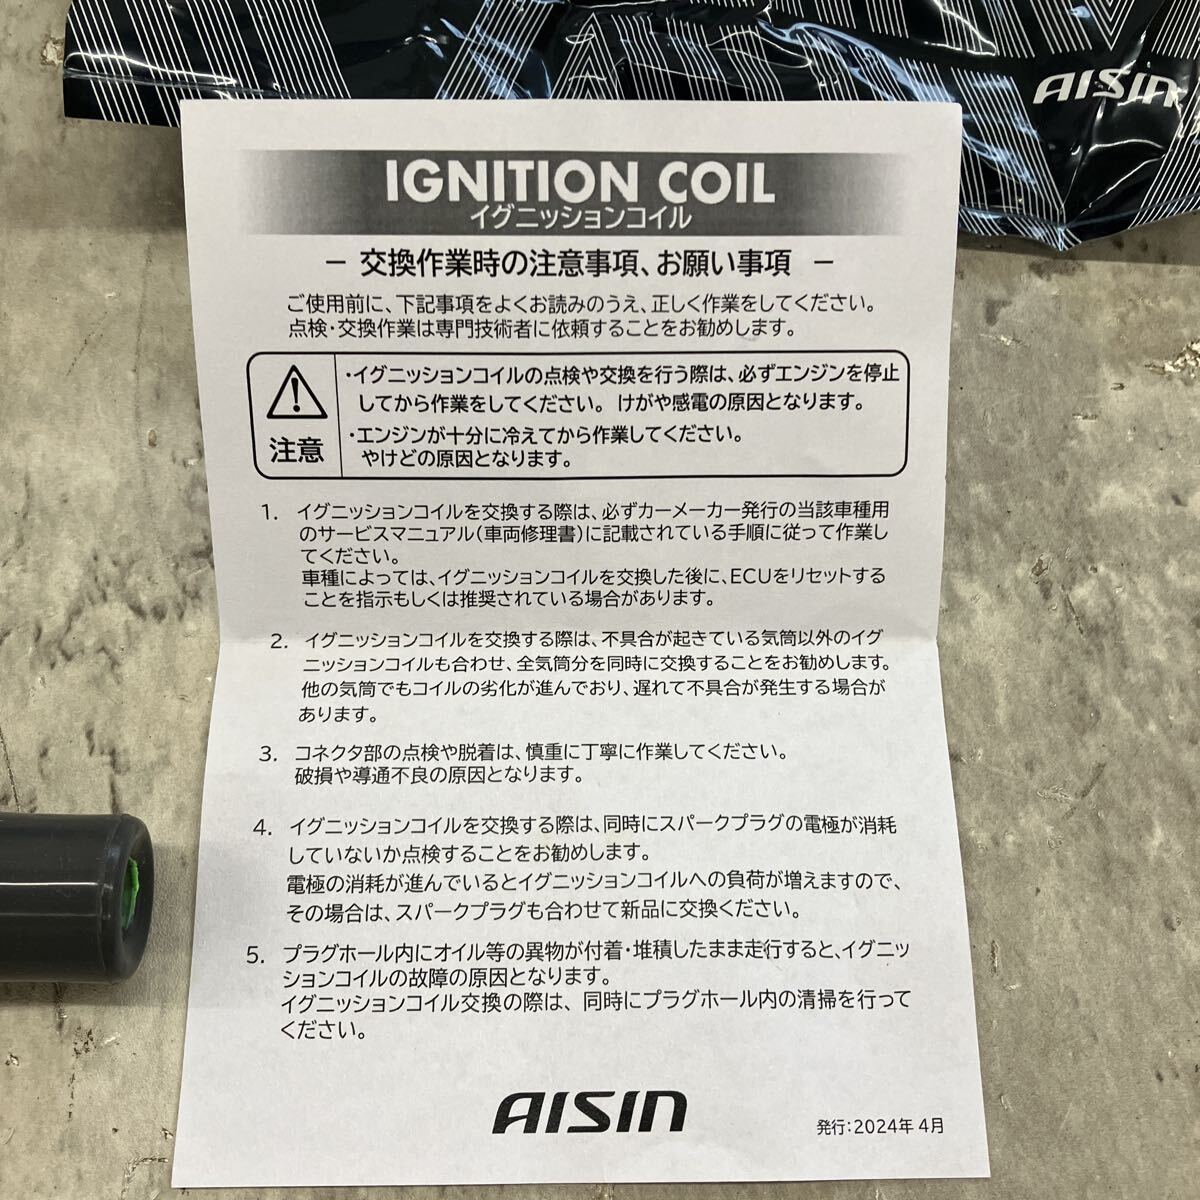 AISIN
IGNITION COIL
イグニッションコイル
− 交換作業時の注意事項、お願い事項 −
ご使用前に、下記事項をよくお読みのうえ、正しく作業をしてください。
点検・交換作業は専門技術者に依頼することをお勧めします。
注意
・イグニッションコイルの点検や交換を行う際は、必ずエンジンを停止
してから作業をしてください。 けがや感電の原因となります。
・エンジンが十分に冷えてから作業してください。
やけどの原因となります。
1. イグニッションコイルを交換する際は、必ずカーメーカー発行の当該車種用
のサービスマニュアル(車両修理書)に記載されている手順に従って作業し
てください。
車種によっては、イグニッションコイルを交換した後に、ECUをリセットする
ことを指示もしくは推奨されている場合があります。
2. イグニッションコイルを交換する際は、不具合が起きている気筒以外のイグ
ニッションコイルも合わせ、全気筒分を同時に交換することをお勧めします。
他の気筒でもコイルの劣化が進んでおり、遅れて不具合が発生する場合が
あります。
3. コネクタ部の点検や脱着は、慎重に丁寧に作業してください。
破損や導通不良の原因となります。
4. イグニッションコイルを交換する際は、同時にスパークプラグの電極が消耗
していないか点検することをお勧めします。
電極の消耗が進んでいるとイグニッションコイルへの負荷が増えますので、
その場合は、スパークプラグも合わせて新品に交換ください。
5. プラグホール内にオイル等の異物が付着・堆積したまま走行すると、イグニッ
ションコイルの故障の原因となります。
イグニッションコイル交換の際は、同時にプラグホール内の清掃を行って
ください。
AISIN
発行：2024年 4月